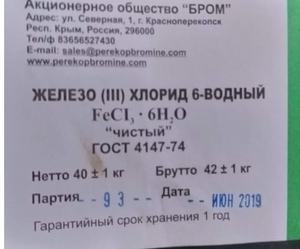 Акционерное общество "БРОМ"
Адрес: ул. Северная, 1, г. Красноперекопск
Респ. Крым, Россия, 296000
Тел/ф 83656527430
E-mail: sales@perekopbromine.com
www.perekopbromine.com
ЖЕЛЕЗО (III) ХЛОРИД 6-ВОДНЫЙ
FeCl₃ · 6H₂O
"чистый"
ГОСТ 4147-74
Нетто 40 ± 1 кг Брутто 42 ± 1 кг
Партия - 93 - - Дата ИЮН 2019
Гарантийный срок хранения 1 год